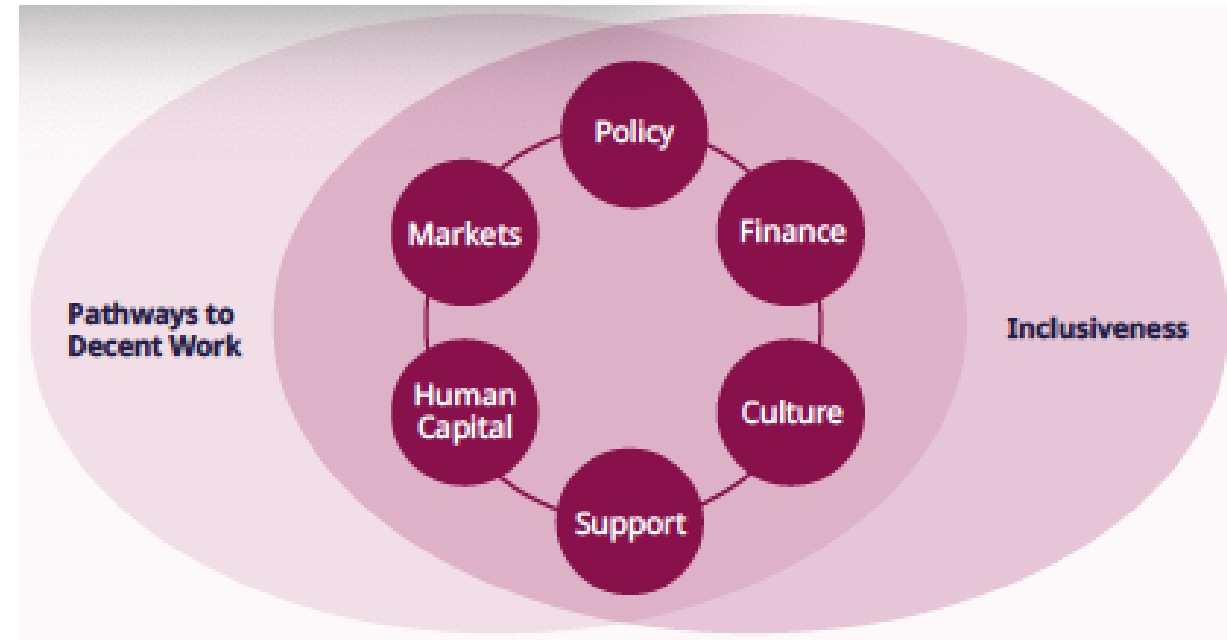 Policy
Markets
Finance
Pathways to
Decent Work
Inclusiveness
Human
Capital
Culture
Support